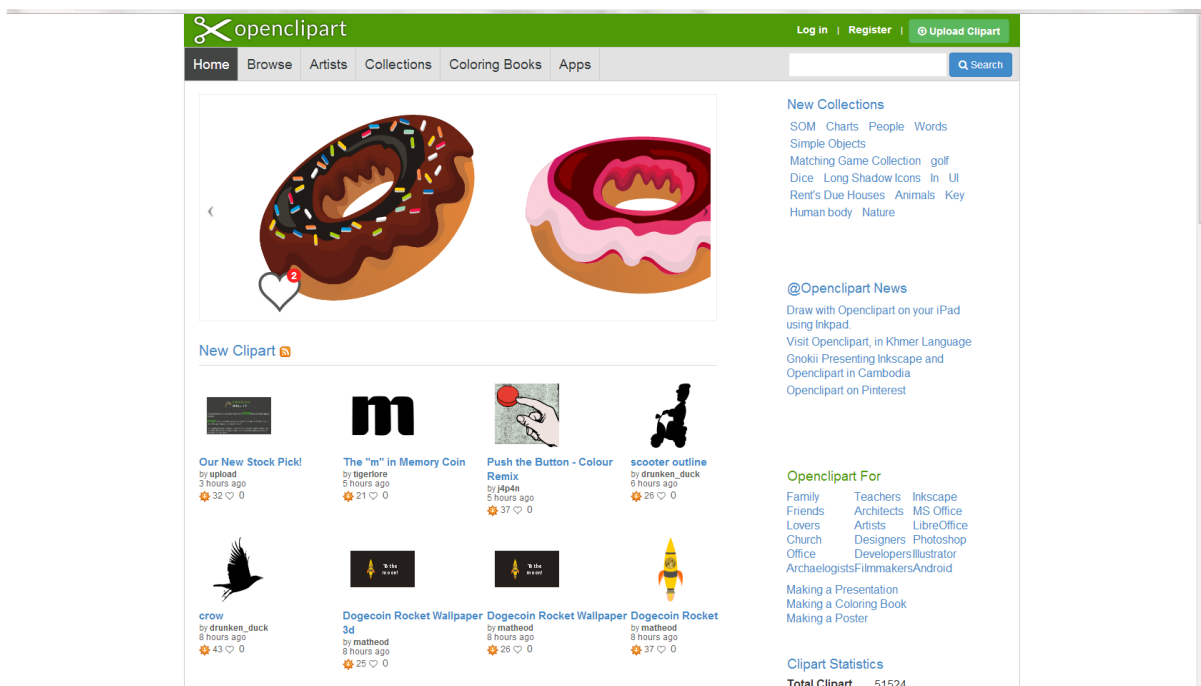 openclipart
Log in | Register | Upload Clipart
Home Browse Artists Collections Coloring Books Apps
Search
2
New Clipart
Our New Stock Pick!
by upload
3 hours ago
32 0
The "m" in Memory Coin
by tigerlore
5 hours ago
21 0
m
Push the Button - Colour
Remix
by j4p4n
5 hours ago
37 0
scooter outline
by drunken_duck
6 hours ago
26 0
crow
by drunken_duck
8 hours ago
43 0
To the
moon!
Dogecoin Rocket Wallpaper
3d
by matheod
8 hours ago
25 0
To the
moon!
Dogecoin Rocket Wallpaper
by matheod
8 hours ago
26 0
Dogecoin Rocket
by matheod
8 hours ago
37 0
New Collections
SOM Charts People Words
Simple Objects
Matching Game Collection golf
Dice Long Shadow Icons In UI
Rent's Due Houses Animals Key
Human body Nature
@Openclipart News
Draw with Openclipart on your iPad
using Inkpad.
Visit Openclipart, in Khmer Language
Gnokii Presenting Inkscape and
Openclipart in Cambodia
Openclipart on Pinterest
Openclipart For
Family Teachers Inkscape
Friends Architects MS Office
Lovers Artists LibreOffice
Church Designers Photoshop
Office Developers Illustrator
Archaelogists Filmmakers Android
Making a Presentation
Making a Coloring Book
Making a Poster
Clipart Statistics
Total Clipart 51524